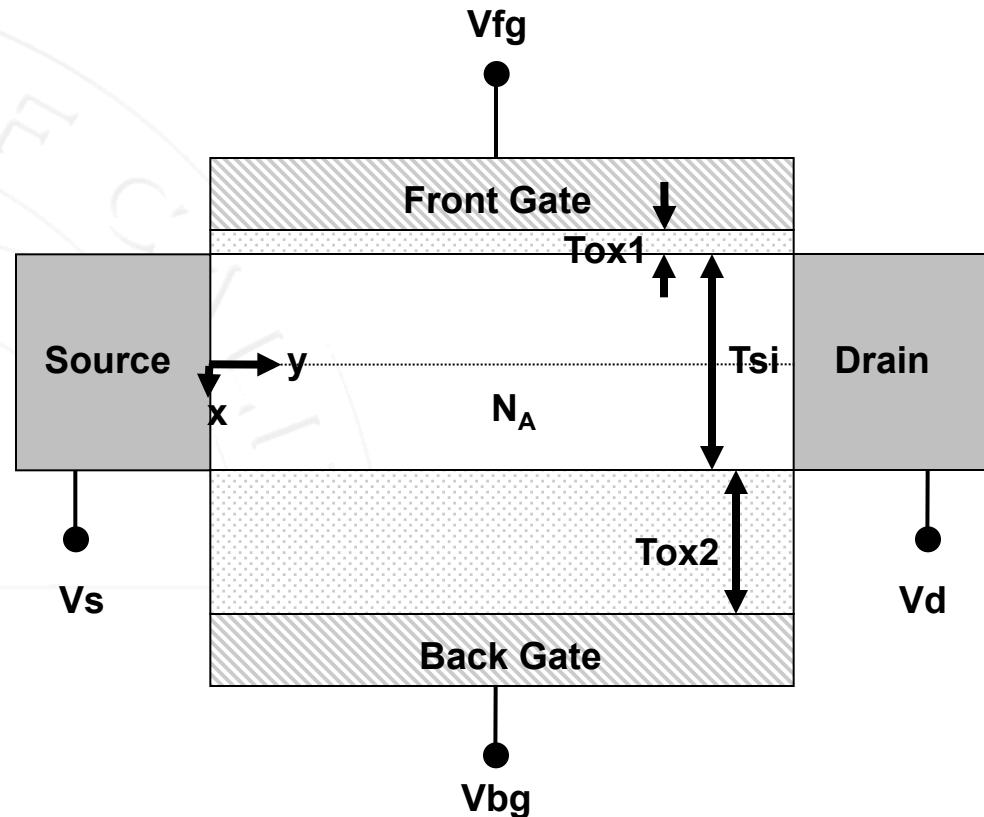 Vfg
Front Gate
Tox1
Source
y
Tsi
Drain
x
N_A
Tox2
Vs
Vd
Back Gate
Vbg